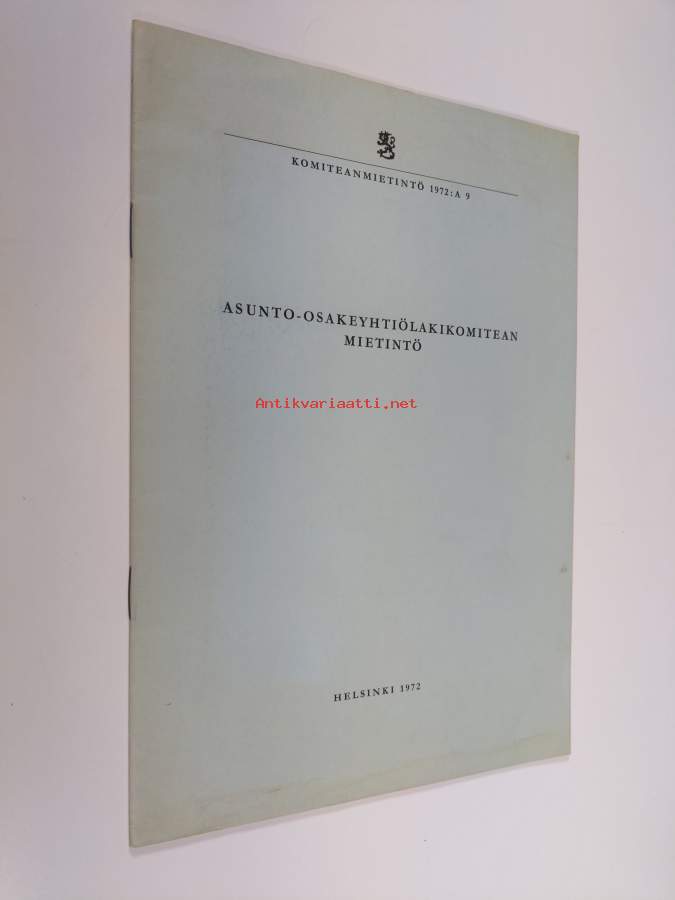 KOMITEANMIETINTÖ 1972: A 9
ASUNTO-OSAKEYHTIÖLAKIKOMITEAN
MIETINTÖ
Antikvariaatti.net
HELSINKI 1972